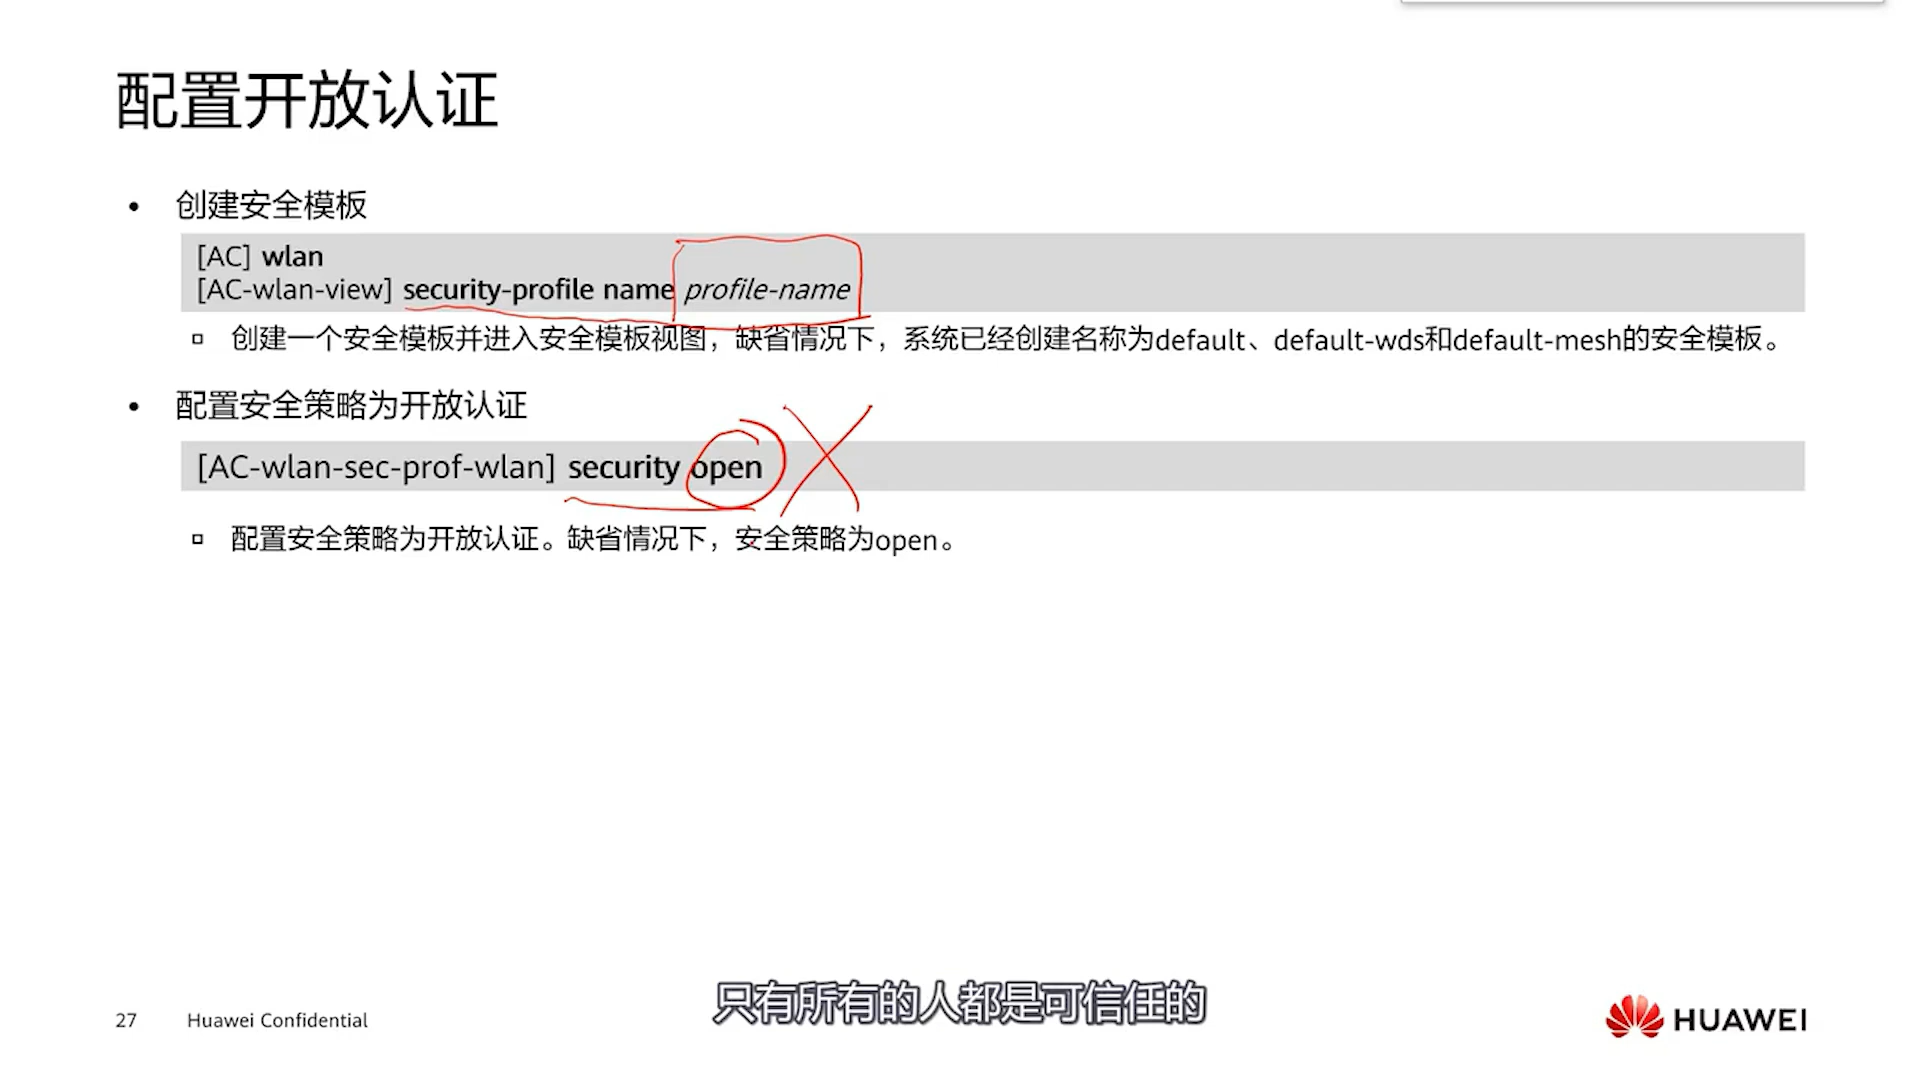 配置开放认证
• 创建安全模板
[AC] wlan
[AC-wlan-view] security-profile name profile-name
▫ 创建一个安全模板并进入安全模板视图，缺省情况下，系统已经创建名称为default、default-wds和default-mesh的安全模板。
• 配置安全策略为开放认证
[AC-wlan-sec-prof-wlan] security open
▫ 配置安全策略为开放认证。缺省情况下，安全策略为open。
只有所有的人都是可信任的
27 Huawei Confidential
HUAWEI